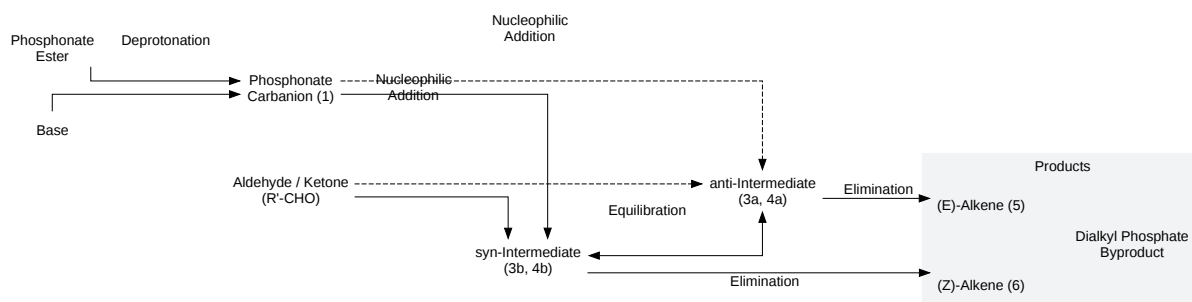 Nucleophilic
Addition
Phosphonate
Ester
Deprotonation
Phosphonate
Carbanion (1)
Nucleophilic
Addition
Base
Products
Aldehyde / Ketone
(R'-CHO)
anti-Intermediate
(3a, 4a)
Elimination
(E)-Alkene (5)
Equilibration
Dialkyl Phosphate
Byproduct
syn-Intermediate
(3b, 4b)
Elimination
(Z)-Alkene (6)